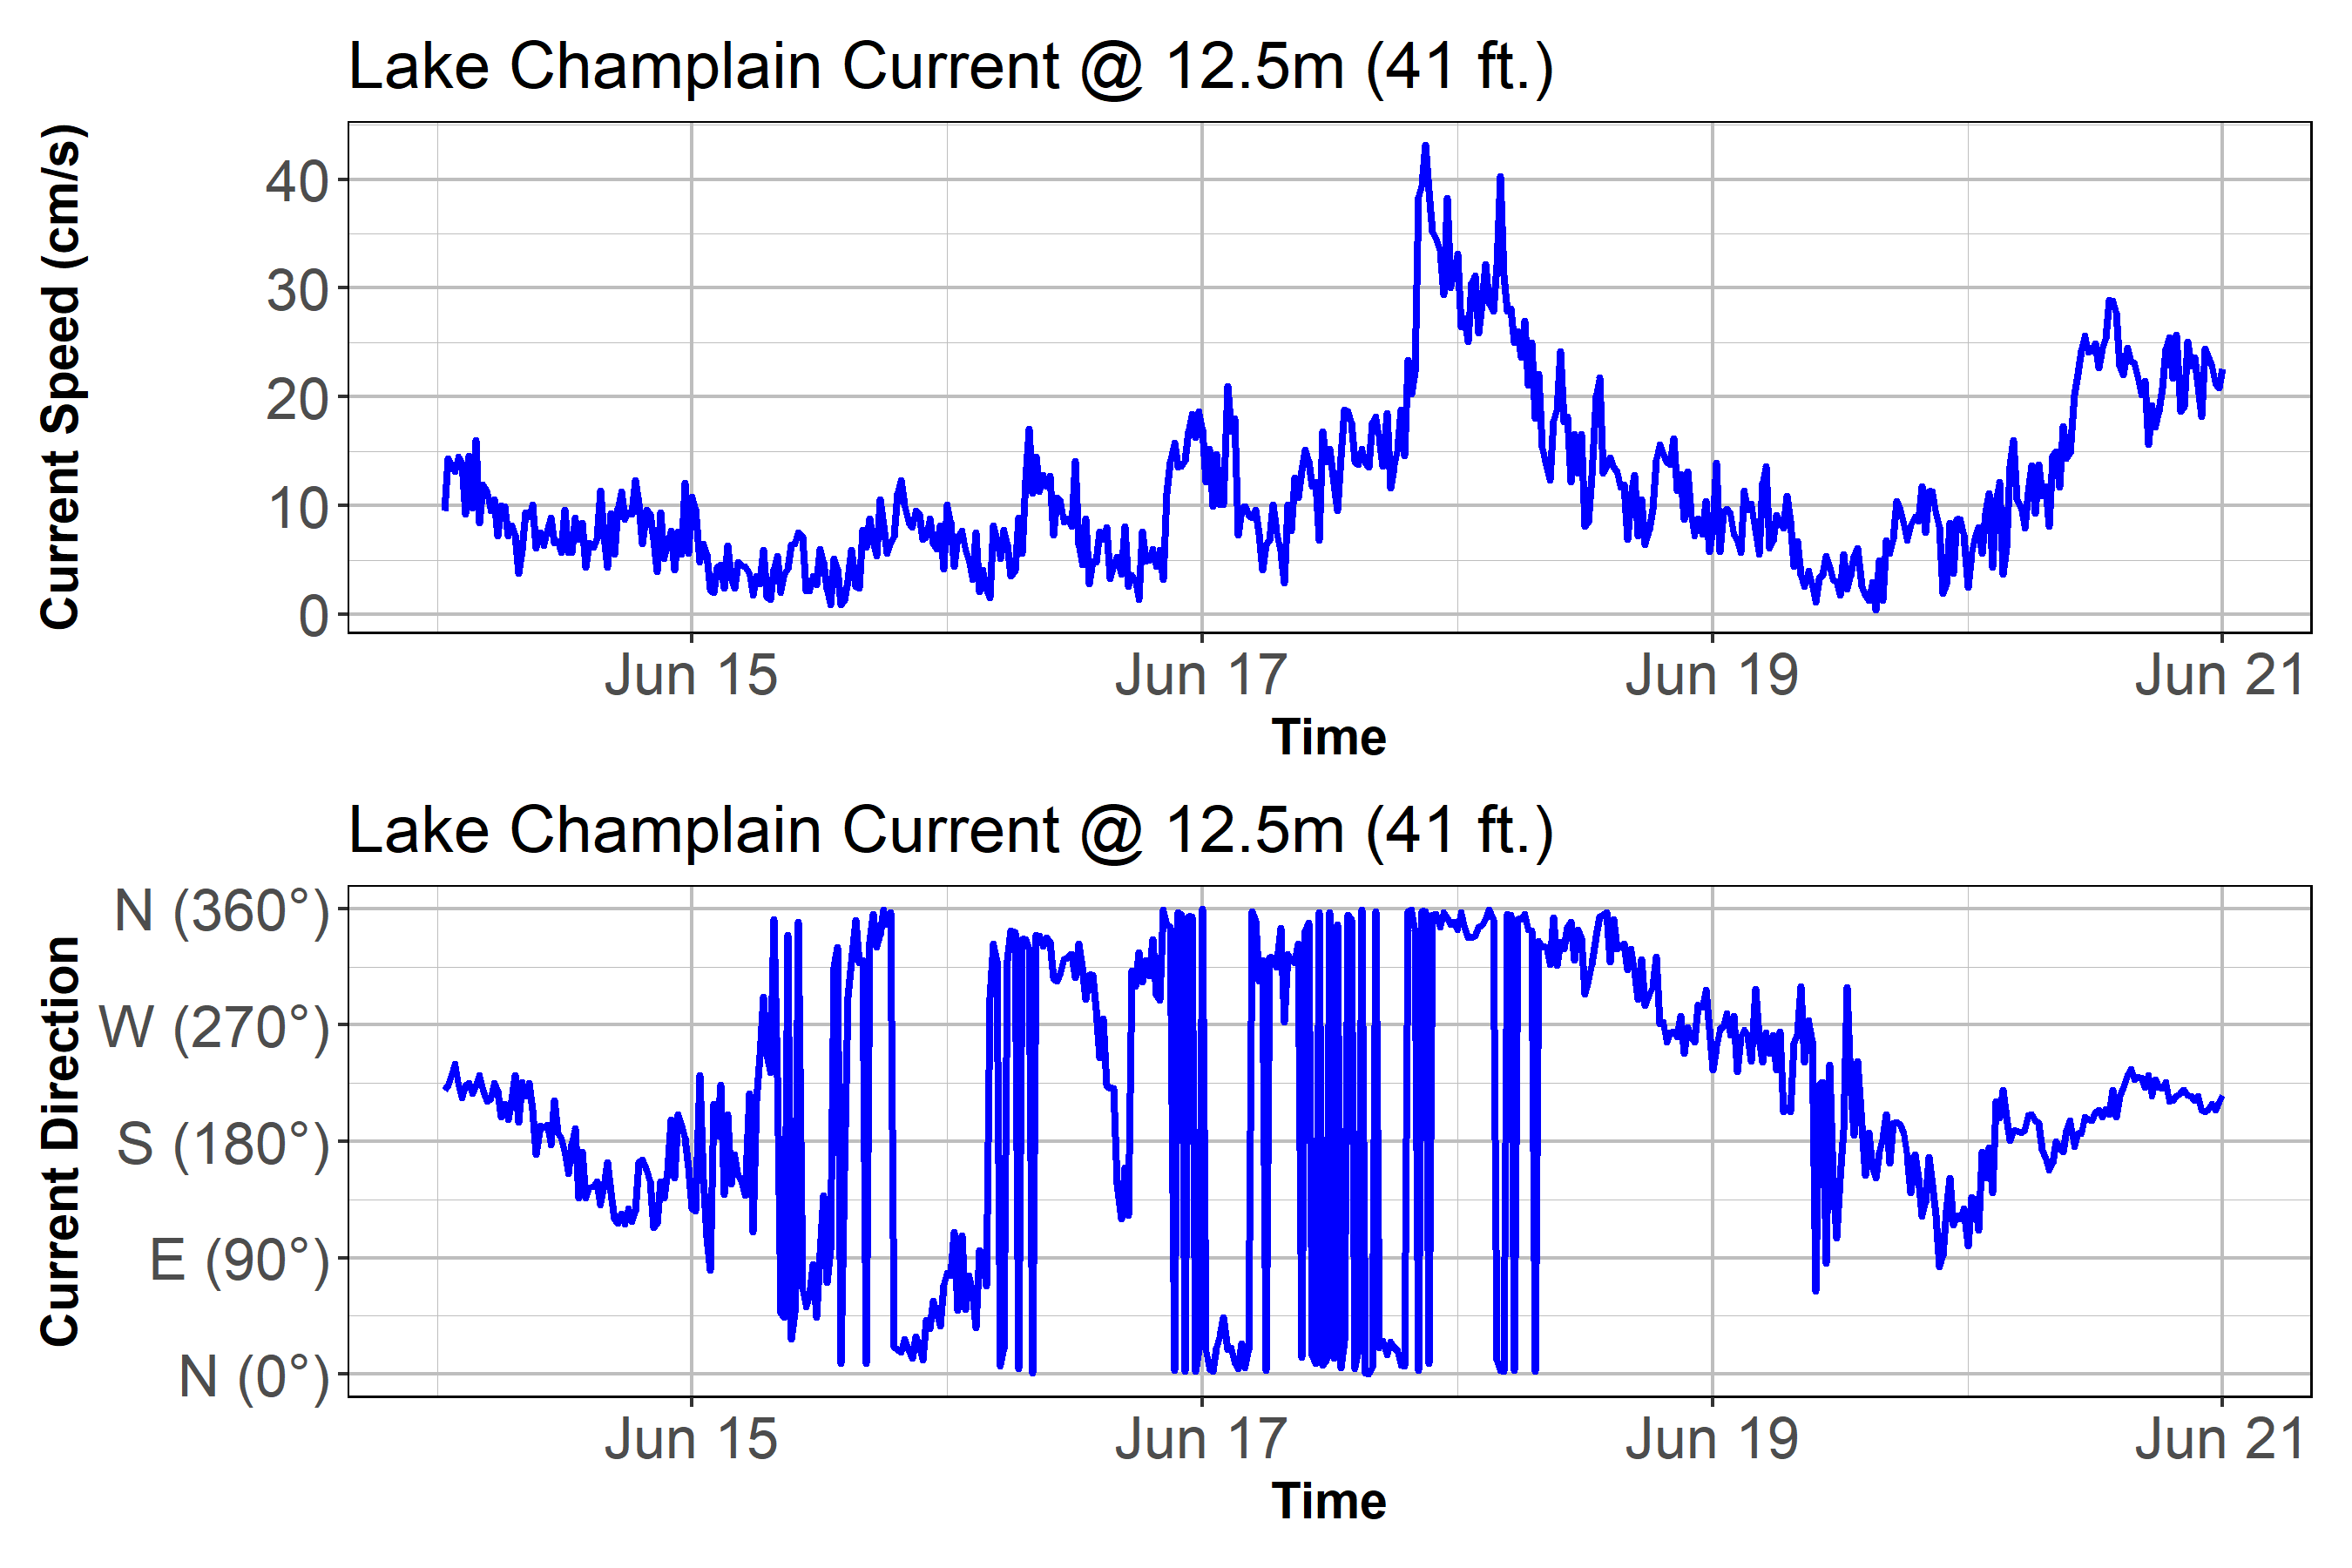 Lake Champlain Current @ 12.5m (41 ft.)
Current Speed (cm/s)
40
30
20
10
0
Jun 15 Jun 17 Jun 19 Jun 21
Time
Lake Champlain Current @ 12.5m (41 ft.)
Current Direction
N (360°)
W (270°)
S (180°)
E (90°)
N (0°)
Jun 15 Jun 17 Jun 19 Jun 21
Time